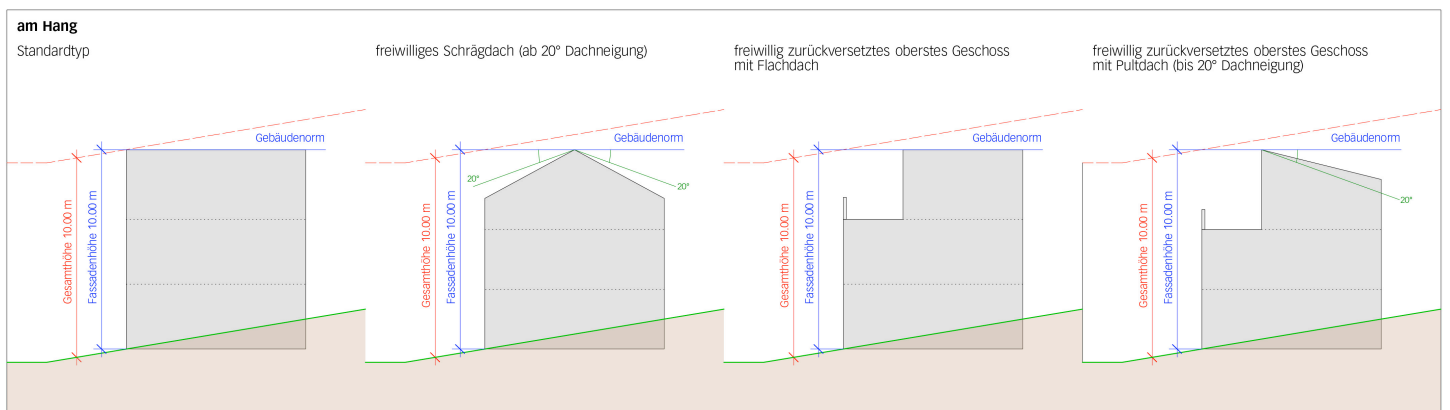 am Hang
Standardtyp
freiwilliges Schrägdach (ab 20° Dachneigung)
freiwillig zurückversetztes oberstes Geschoss
mit Flachdach
freiwillig zurückversetztes oberstes Geschoss
mit Pultdach (bis 20° Dachneigung)
Gebäudenorm
Gesamthöhe 10.00 m
Fassadenhöhe 10.00 m
Gebäudenorm
20°
20°
Gesamthöhe 10.00 m
Fassadenhöhe 10.00 m
Gebäudenorm
Gesamthöhe 10.00 m
Fassadenhöhe 10.00 m
Gebäudenorm
20°
Gesamthöhe 10.00 m
Fassadenhöhe 10.00 m